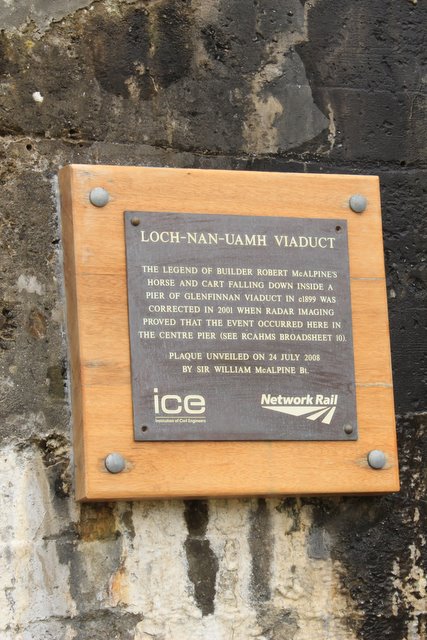 LOCH-NAN-UAMH VIADUCT
THE LEGEND OF BUILDER ROBERT McALPINE'S
HORSE AND CART FALLING DOWN INSIDE A
PIER OF GLENFINNAN VIADUCT IN c1899 WAS
CORRECTED IN 2001 WHEN RADAR IMAGING
PROVED THAT THE EVENT OCCURRED HERE IN
THE CENTRE PIER (SEE RCAHMS BROADSHEET 10).
PLAQUE UNVEILED ON 24 JULY 2008
BY SIR WILLIAM McALPINE Bt.
ice
Institution of Civil Engineers
Network Rail